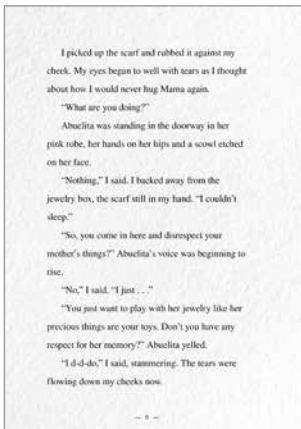 I picked up the scarf and rubbed it against my
cheek. My eyes began to well with tears as I thought
about how I would never hug Mama again.
“What are you doing?”
Abuelita was standing in the doorway in her
pink robe, her hands on her hips and a scowl etched
on her face.
“Nothing,” I said. I backed away from the
jewelry box, the scarf still in my hand. “I couldn’t
sleep.”
“So, you come in here and disrespect your
mother’s things?” Abuelita’s voice was beginning to
rise.
“No,” I said. “I just . . .”
“You just want to play with her jewelry like her
precious things are your toys. Don’t you have any
respect for her memory?” Abuelita yelled.
“I d-d-do,” I said, stammering. The tears were
flowing down my cheeks now.